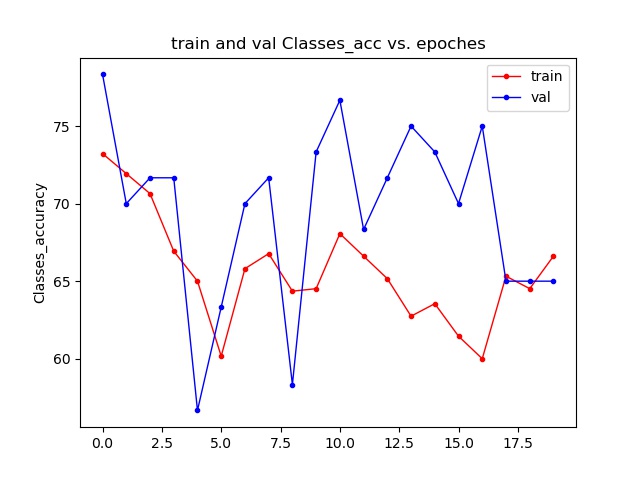 train and val Classes_acc vs. epoches
train
val
Classes_accuracy
75
70
65
60
0.0 2.5 5.0 7.5 10.0 12.5 15.0 17.5